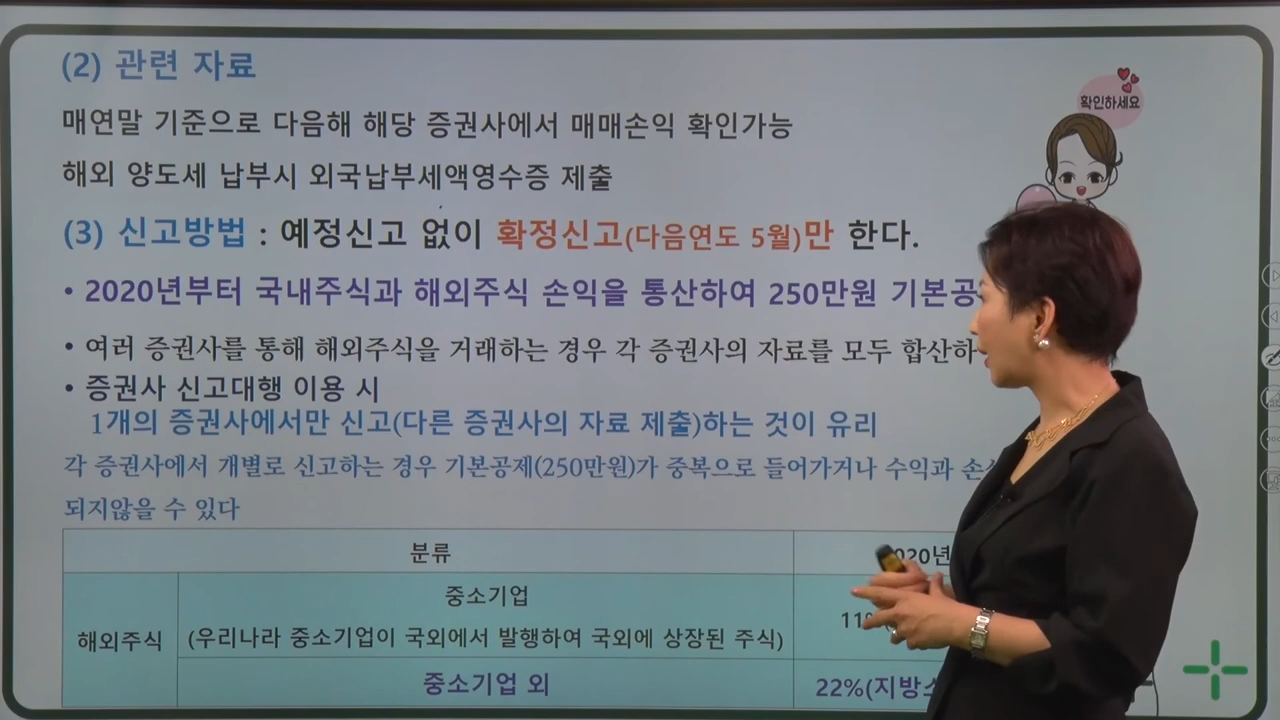 (2) 관련 자료
확인하세요
매연말 기준으로 다음해 해당 증권사에서 매매손익 확인가능
해외 양도세 납부시 외국납부세액영수증 제출
(3) 신고방법 : 예정신고 없이 확정신고(다음연도 5월)만 한다.
• 2020년부터 국내주식과 해외주식 손익을 통산하여 250만원
• 여러 증권사를 통해 해외주식을 거래하는 경우 각 증권사의 자료를 모두
• 증권사 신고대행 이용 시
1개의 증권사에서만 신고(다른 증권사의 자료 제출)하는 것이 유리
각 증권사에서 개별로 신고하는 경우 기본공제(250만원)가 중복으로 들어가거나 수익과
되지않을 수 있다
분류
해외주식
중소기업
(우리나라 중소기업이 국외에서 발행하여 국외에 상장된 주식)
중소기업 외
22%